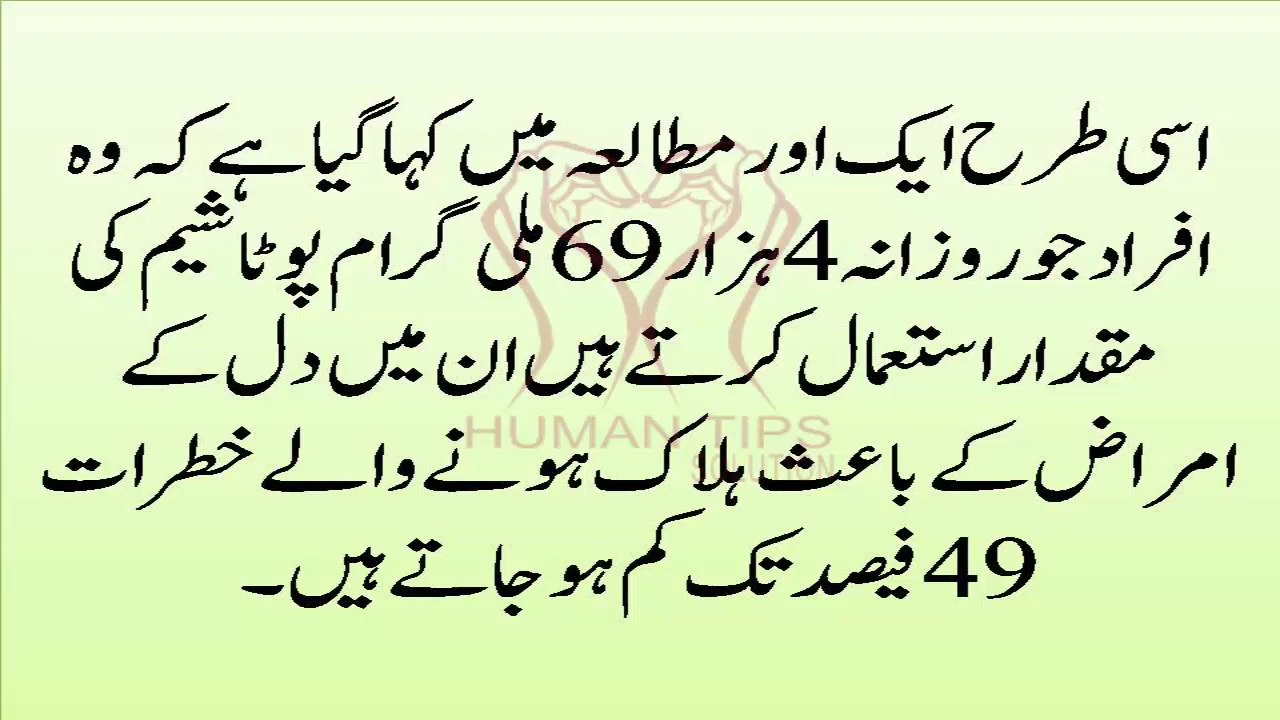 اسی طرح ایک اور مطالعہ میں کہا گیا ہے کہ وہ
افراد جو روزانہ 4 ہزار 69 ملی گرام پوٹاشیم کی
مقدار استعمال کرتے ہیں ان میں دل کے
امراض کے باعث ہلاک ہونے والے خطرات
49 فیصد تک کم ہو جاتے ہیں۔
HUMAN TIPS
SOLUTION